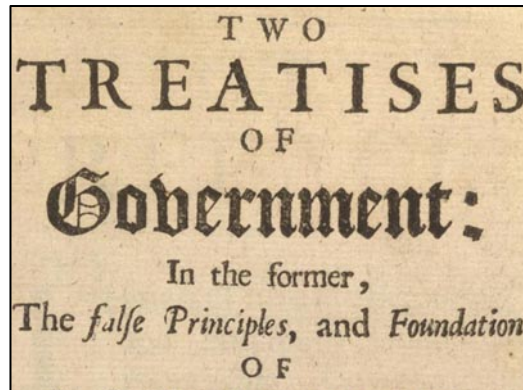 TWO
TREATISES
OF
Government:
In the former,
The falſe Principles, and Foundation
OF